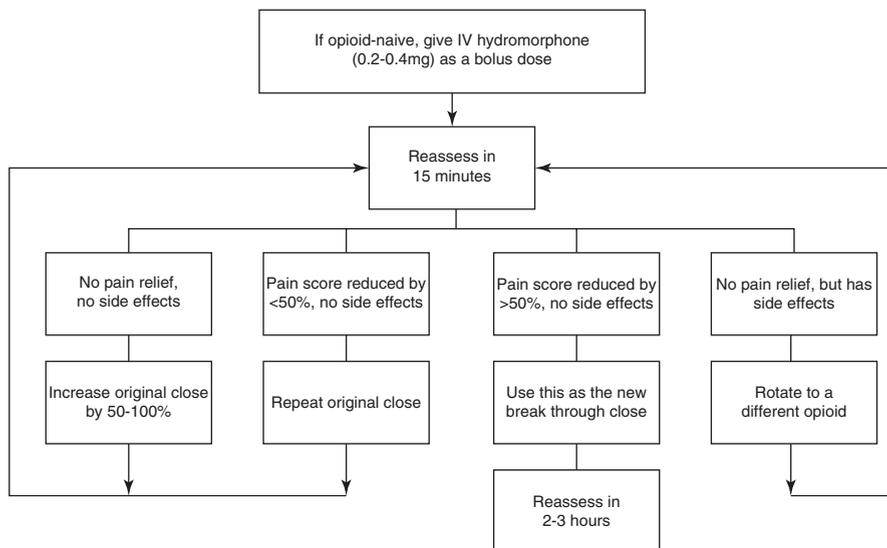 If opioid-naive, give IV hydromorphone
(0.2-0.4mg) as a bolus dose
Reassess in
15 minutes
No pain relief,
no side effects
Pain score reduced by
<50%, no side effects
Pain score reduced by
>50%, no side effects
No pain relief, but has
side effects
Increase original close
by 50-100%
Repeat original close
Use this as the new
break through close
Rotate to a
different opioid
Reassess in
2-3 hours